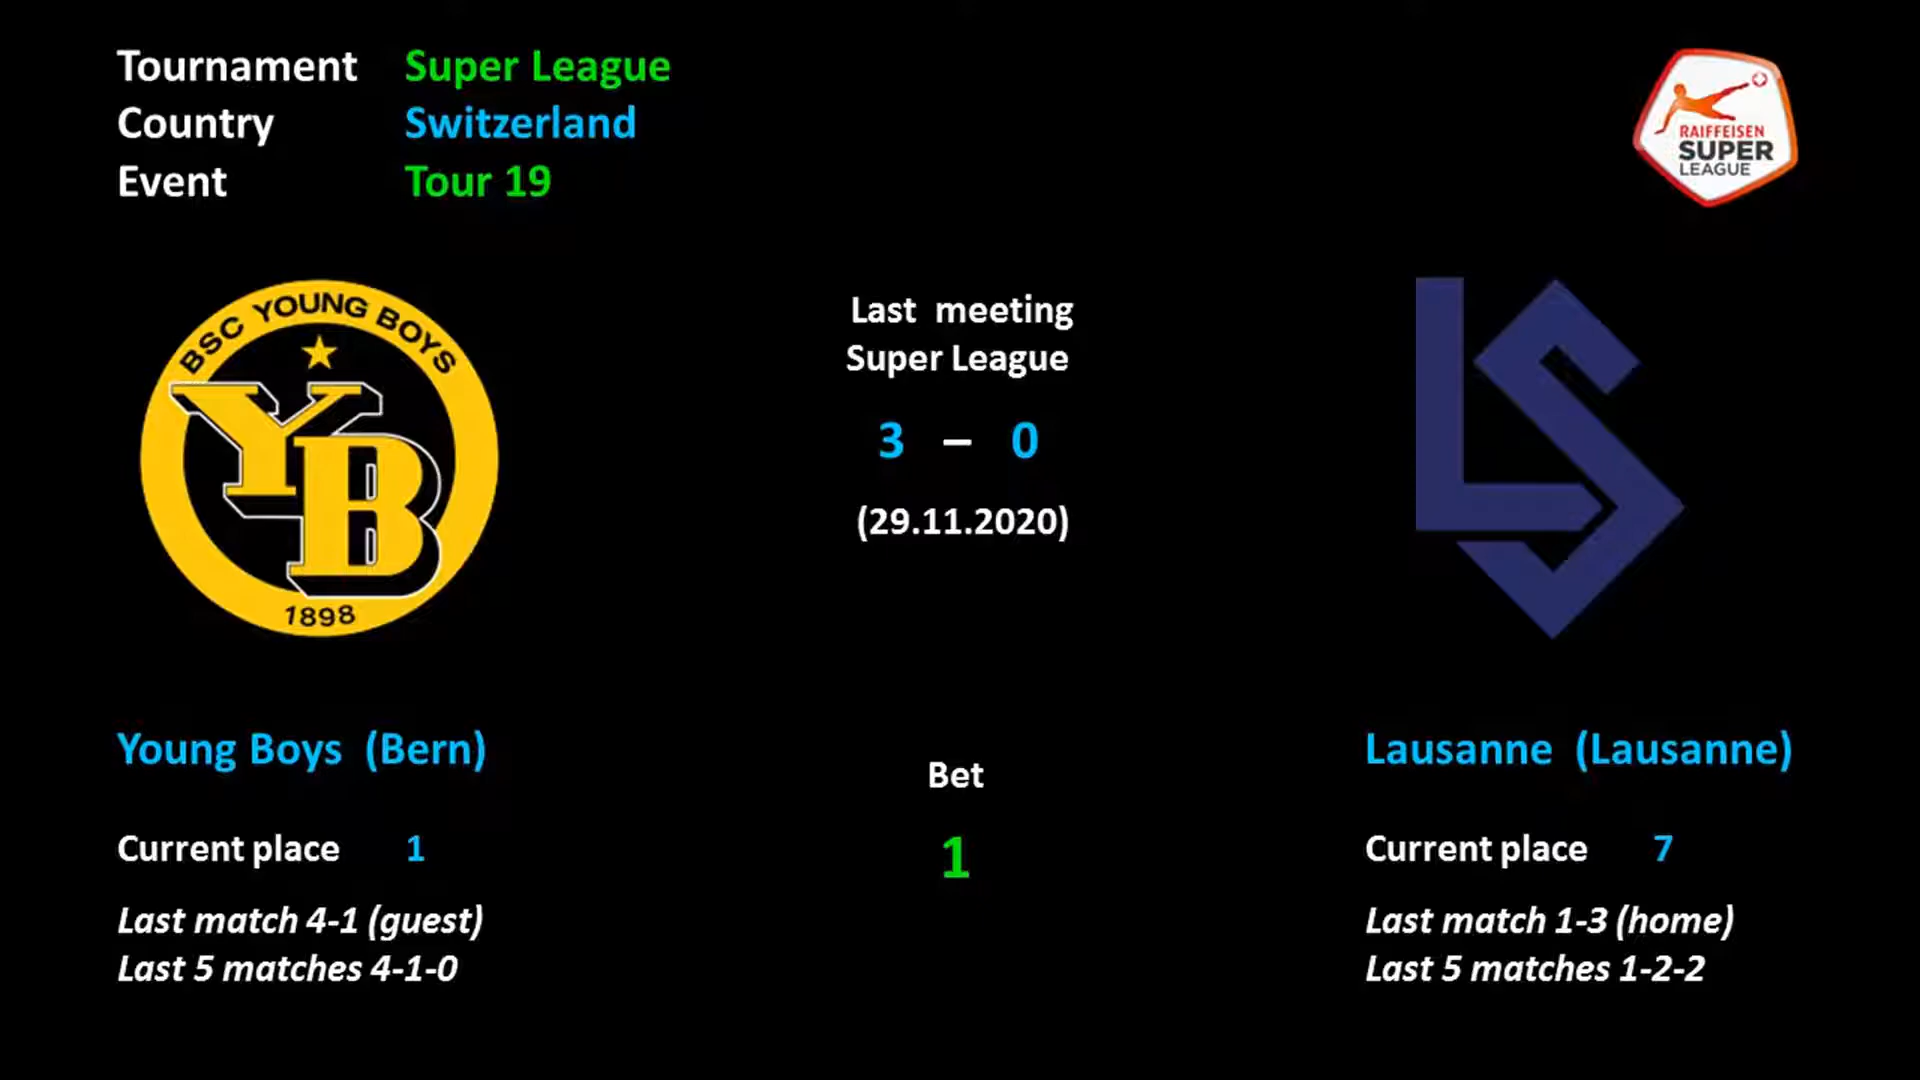 Tournament Super League
Country Switzerland
Event Tour 19
RAIFFEISEN
SUPER
LEAGUE
BSC YOUNG BOYS
YB
1898
Last meeting
Super League
3 – 0
(29.11.2020)
LS
Young Boys (Bern)
Lausanne (Lausanne)
Bet
1
Current place 1
Last match 4-1 (guest)
Last 5 matches 4-1-0
Current place 7
Last match 1-3 (home)
Last 5 matches 1-2-2